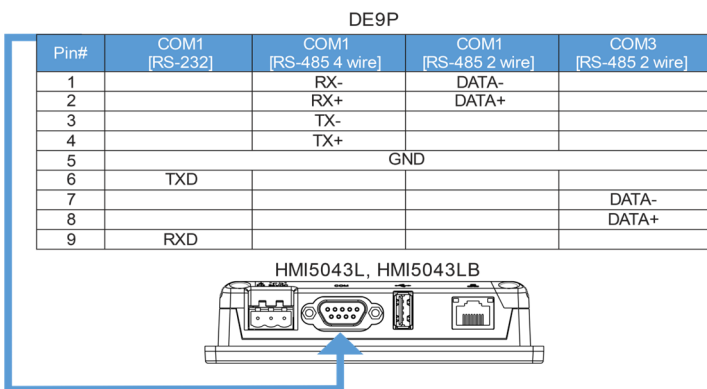 DE9P
Pin# COM1 [RS-232] COM1 [RS-485 4 wire] COM1 [RS-485 2 wire] COM3 [RS-485 2 wire]
1 RX- DATA-
2 RX+ DATA+
3 TX-
4 TX+
5 GND
6 TXD
7 DATA-
8 DATA+
9 RXD
HMI5043L, HMI5043LB
COM